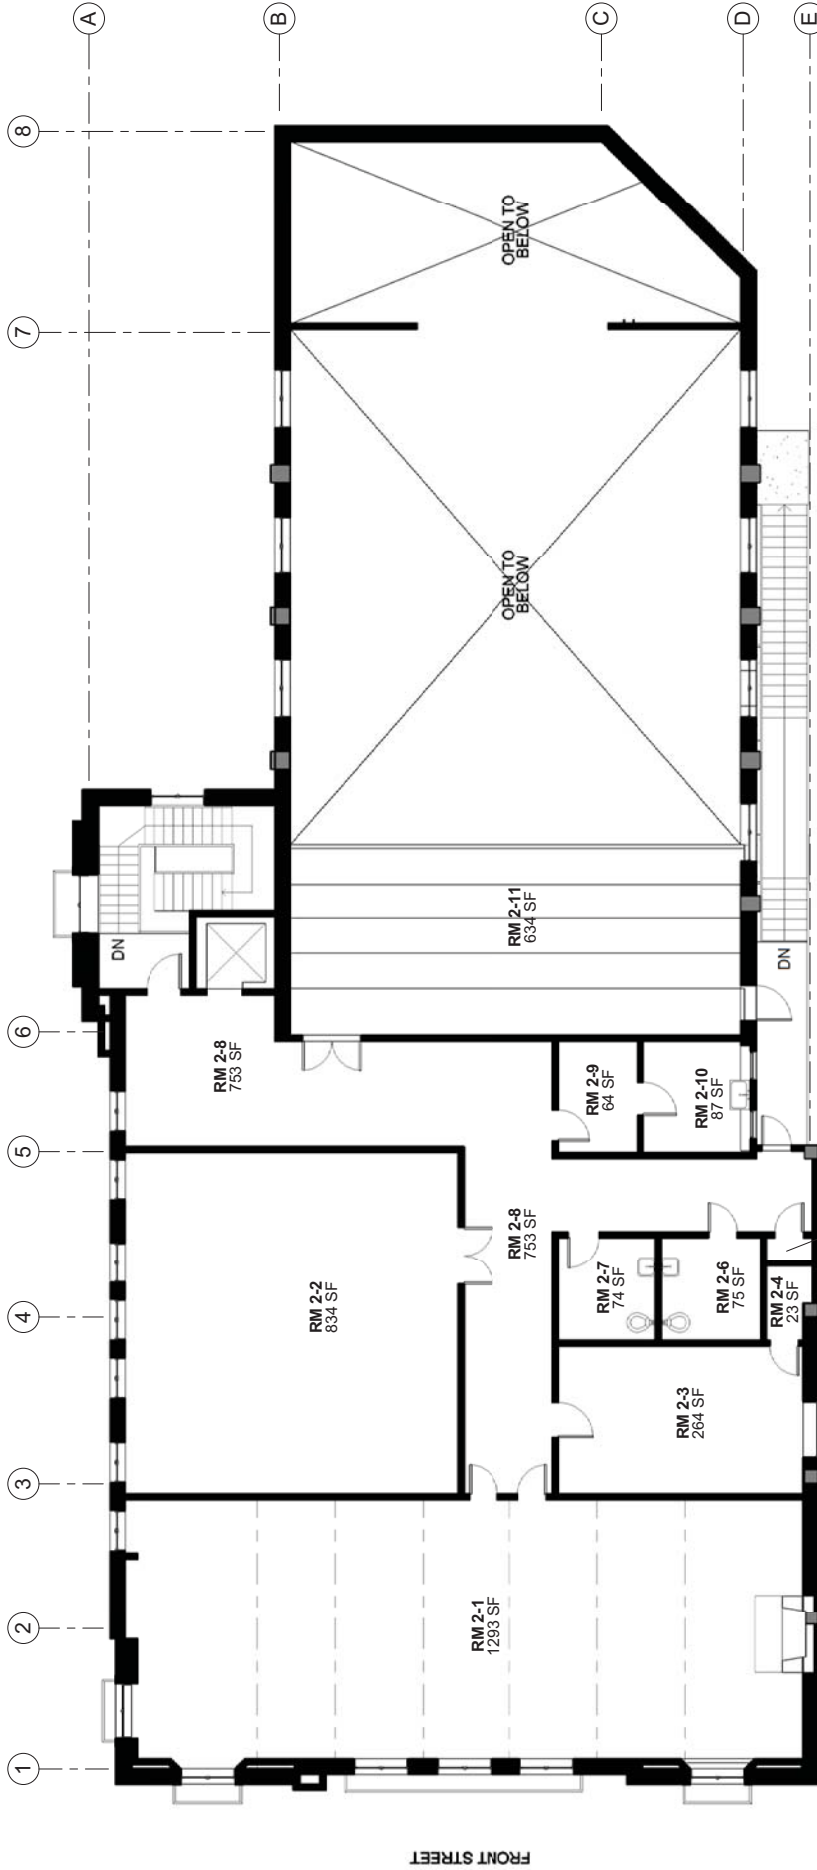 A
B
C
D
E
8
7
6
5
4
3
2
1
OPEN TO
BELOW
OPEN TO
BELOW
RM 2-11
634 SF
DN
DN
RM 2-8
753 SF
RM 2-9
64 SF
RM 2-10
87 SF
RM 2-8
753 SF
RM 2-2
834 SF
RM 2-7
74 SF
RM 2-6
75 SF
RM 2-4
23 SF
RM 2-3
264 SF
RM 2-1
1293 SF
FRONT STREET